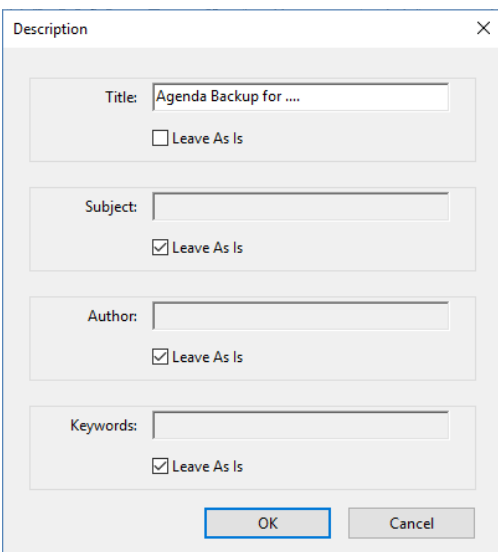 Description
Title: Agenda Backup for ....
Leave As Is
Subject:
Leave As Is
Author:
Leave As Is
Keywords:
Leave As Is
OK Cancel